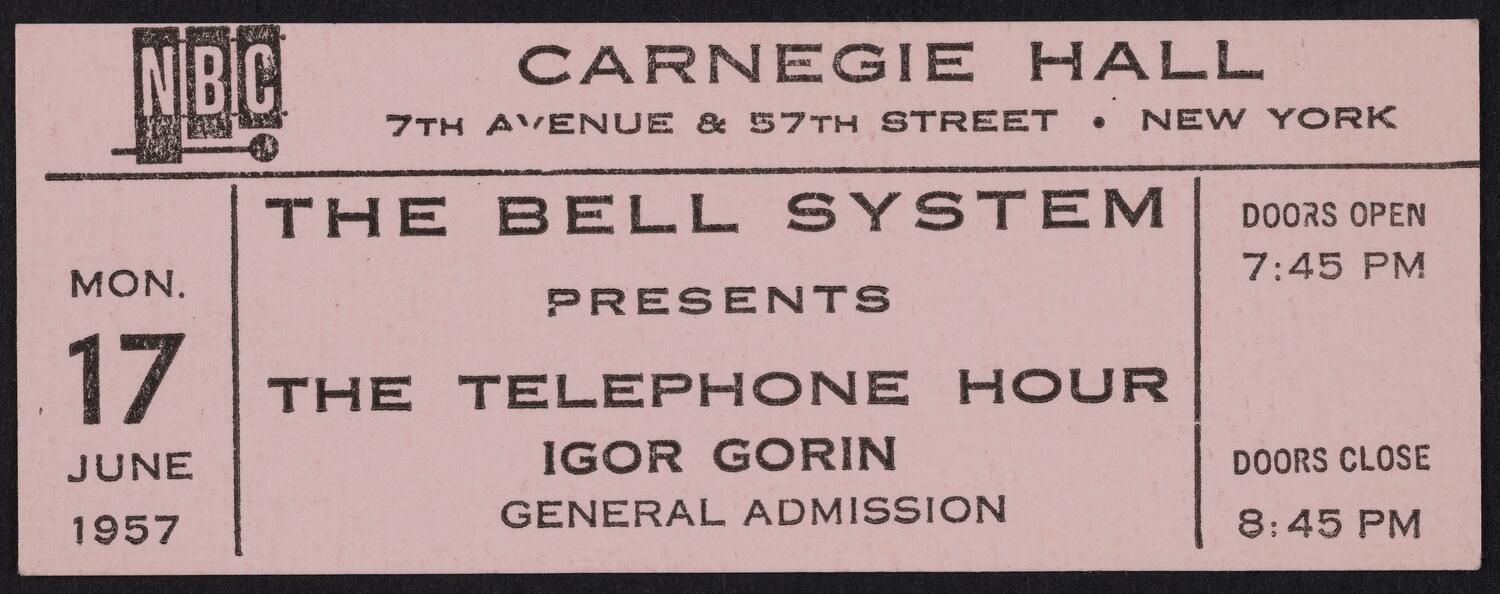 NBC
CARNEGIE HALL
7TH AVENUE & 57TH STREET • NEW YORK
MON.
17
JUNE
1957
THE BELL SYSTEM
PRESENTS
THE TELEPHONE HOUR
IGOR GORIN
GENERAL ADMISSION
DOORS OPEN
7:45 PM
DOORS CLOSE
8:45 PM